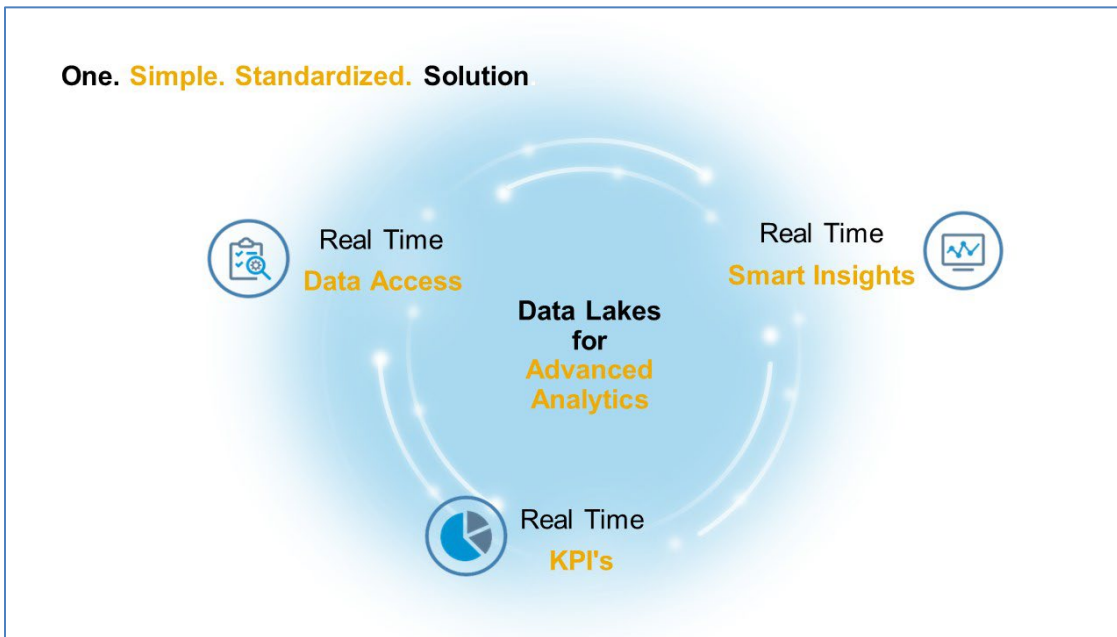 One. Simple. Standardized. Solution.
Real Time
Data Access
Real Time
Smart Insights
Data Lakes
for
Advanced
Analytics
Real Time
KPI's